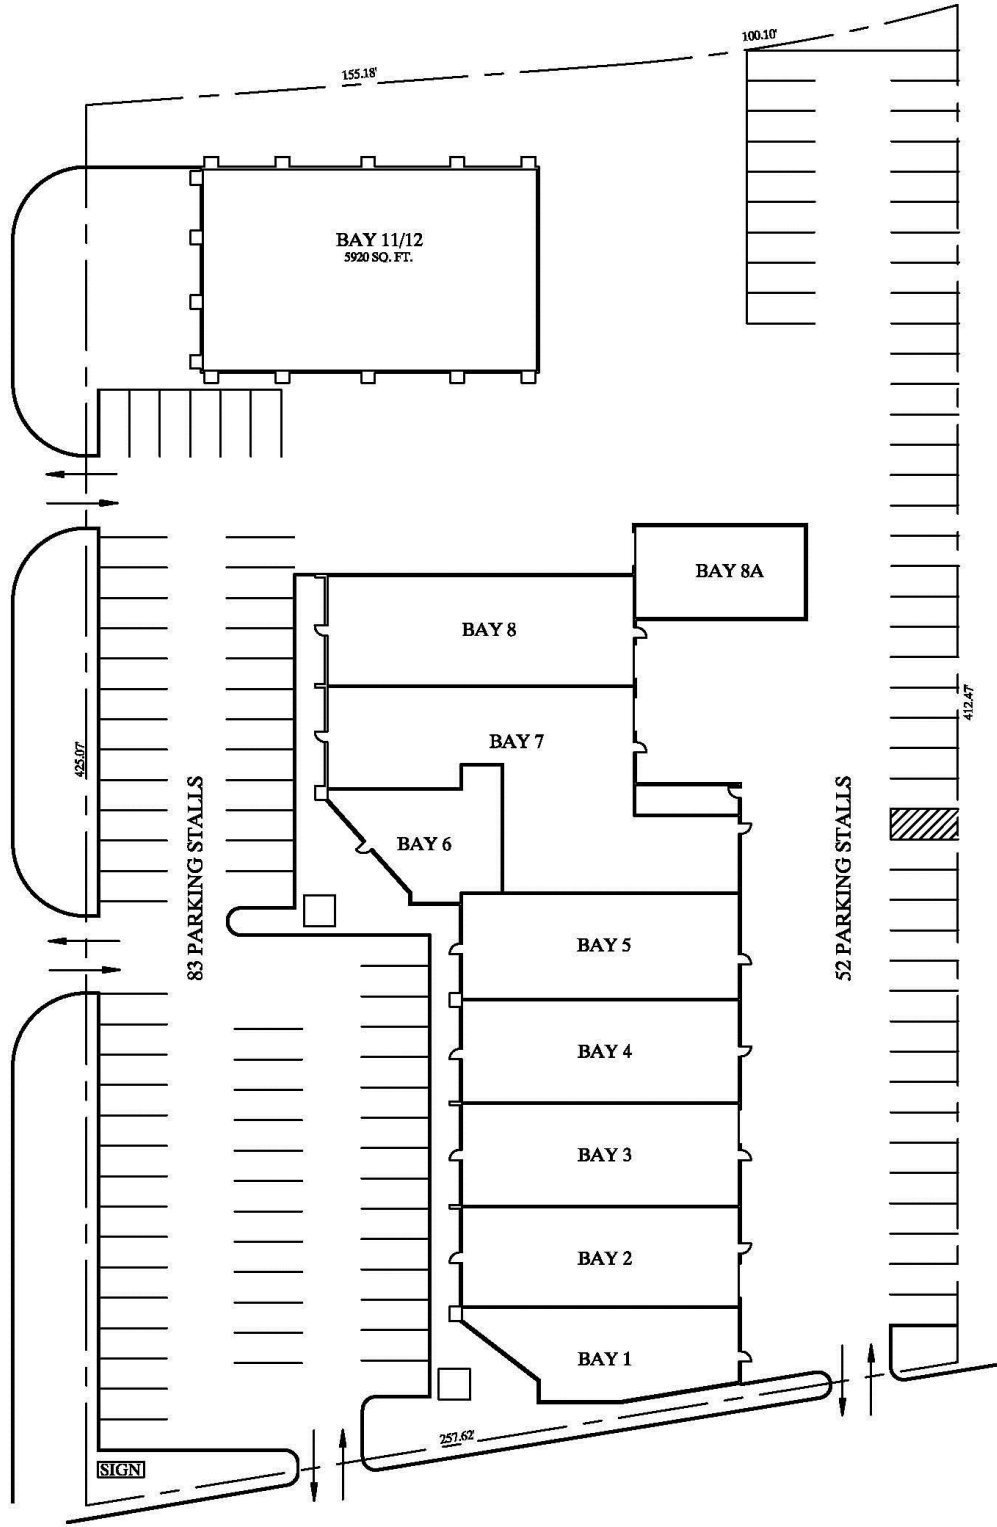 100.10'
155.18'
BAY 11/12
5920 SQ. FT.
BAY 8A
BAY 8
412.47'
BAY 7
425.07'
BAY 6
83 PARKING STALLS
52 PARKING STALLS
BAY 5
BAY 4
BAY 3
BAY 2
BAY 1
257.62'
SIGN